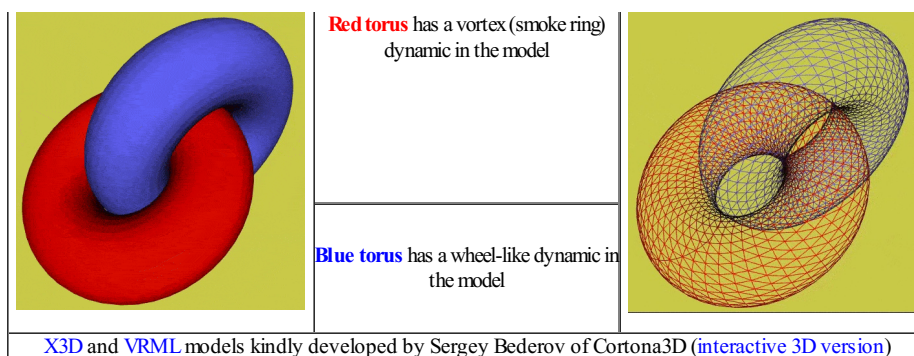 Red torus has a vortex (smoke ring)
dynamic in the model
Blue torus has a wheel-like dynamic in
the model
X3D and VRML models kindly developed by Sergey Bederov of Cortona3D (interactive 3D version)